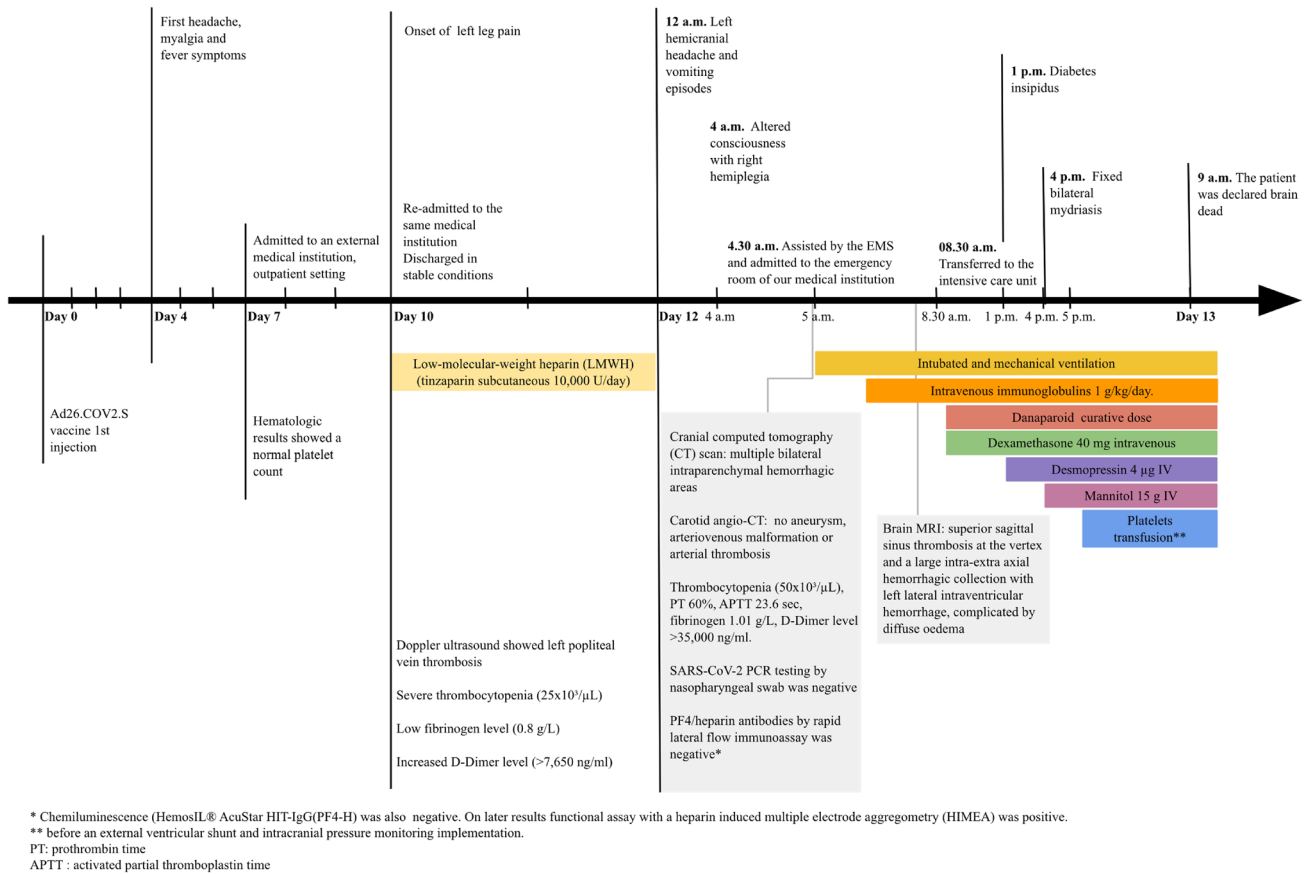 First headache,
myalgia and
fever symptoms
Onset of left leg pain
12 a.m. Left
hemicranial
headache and
vomiting
episodes
1 p.m. Diabetes
insipidus
4 a.m. Altered
consciousness
with right
hemiplegia
4 p.m. Fixed
bilateral
mydriasis
9 a.m. The patient
was declared brain
dead
Re-admitted to the
same medical
institution
Discharged in
stable conditions
Admitted to an external
medical institution,
outpatient setting
4.30 a.m. Assisted by the EMS
and admitted to the emergency
room of our medical institution
08.30 a.m.
Transferred to the
intensive care unit
Day 0
Day 4
Day 7
Day 10
Day 12
4 a.m
5 a.m.
8.30 a.m.
1 p.m.
4 p.m.
5 p.m.
Day 13
Low-molecular-weight heparin (LMWH)
(tinzaparin subcutaneous 10,000 U/day)
Intubated and mechanical ventilation
Intravenous immunoglobulins 1 g/kg/day.
Danaparoid curative dose
Dexamethasone 40 mg intravenous
Desmopressin 4 µg IV
Mannitol 15 g IV
Platelets
transfusion**
Ad26.COV2.S
vaccine 1st
injection
Hematologic
results showed a
normal platelet
count
Cranial computed tomography
(CT) scan: multiple bilateral
intraparenchymal hemorrhagic
areas
Carotid angio-CT: no aneurysm,
arteriovenous malformation or
arterial thrombosis
Thrombocytopenia (50x10³/µL),
PT 60%, APTT 23.6 sec,
fibrinogen 1.01 g/L, D-Dimer level
>35,000 ng/ml.
SARS-CoV-2 PCR testing by
nasopharyngeal swab was negative
PF4/heparin antibodies by rapid
lateral flow immunoassay was
negative*
Brain MRI: superior sagittal
sinus thrombosis at the vertex
and a large intra-extra axial
hemorrhagic collection with
left lateral intraventricular
hemorrhage, complicated by
diffuse oedema
Doppler ultrasound showed left popliteal
vein thrombosis
Severe thrombocytopenia (25x10³/µL)
Low fibrinogen level (0.8 g/L)
Increased D-Dimer level (>7,650 ng/ml)
* Chemiluminescence (HemosIL® AcuStar HIT-IgG(PF4-H) was also negative. On later results functional assay with a heparin induced multiple electrode aggregometry (HIMEA) was positive.
** before an external ventricular shunt and intracranial pressure monitoring implementation.
PT: prothrombin time
APTT : activated partial thromboplastin time